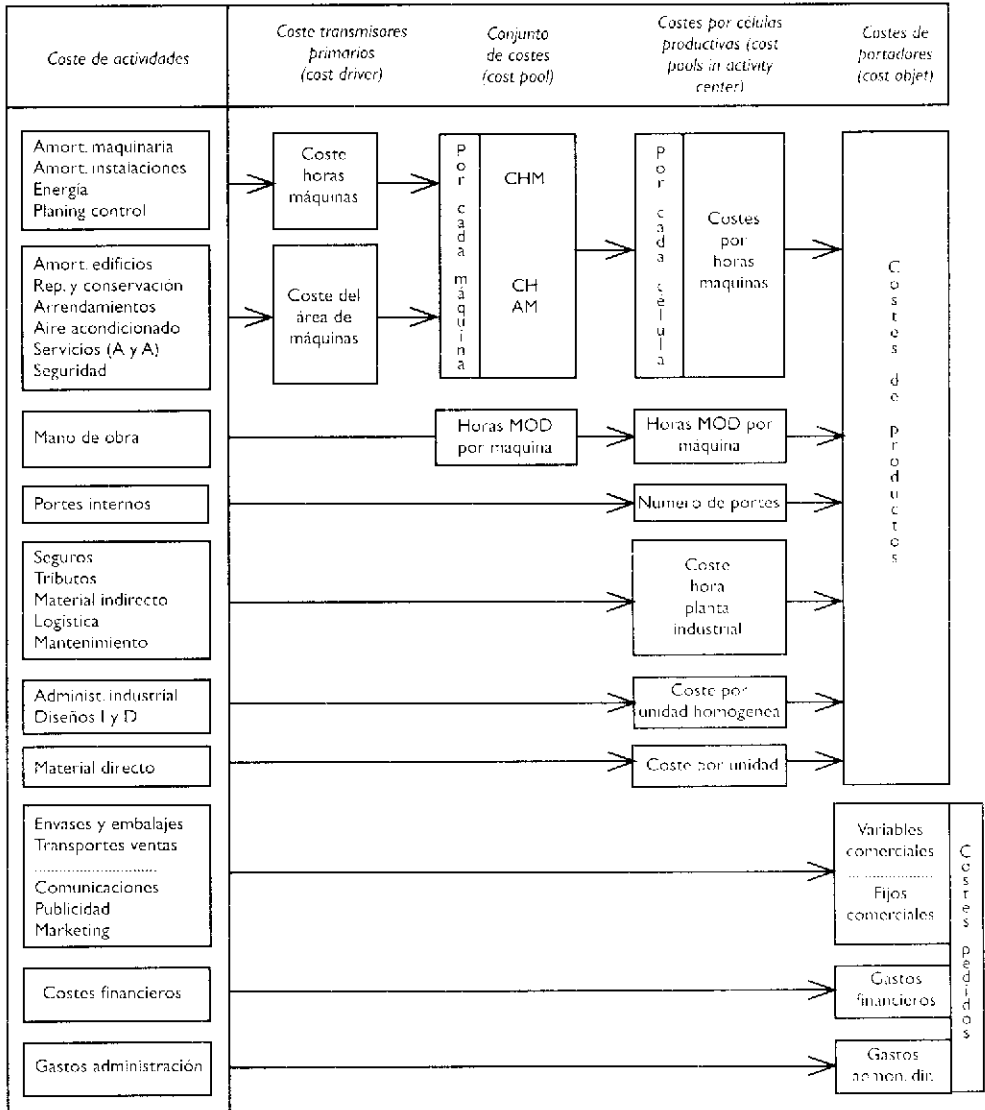 Coste de actividades
Coste transmisores
primarios
(cost driver)
Conjunto
de costes
(cost pool)
Costes por células
productivas (cost
pools in activity
center)
Costes de
portadores
(cost objet)
Amort. maquinaria
Amort. instalaciones
Energía
Planing control
Coste
horas
máquinas
Por cada máquina
CHM
CH
AM
Por cada célula
Costes
por
horas
maquinas
Costes de productos
Amort. edificios
Rep. y conservación
Arrendamientos
Aire acondicionado
Servicios (A y A)
Seguridad
Coste del
área de
máquinas
Mano de obra
Horas MOD
por maquina
Horas MOD por
máquina
Portes internos
Numero de portes
Seguros
Tributos
Material indirecto
Logística
Mantenimiento
Coste
hora
planta
industrial
Administ. industrial
Diseños I y D
Coste por
unidad homogenea
Material directo
Coste por unidad
Envases y embalajes
Transportes ventas
Comunicaciones
Publicidad
Marketing
Variables
comerciales
Fijos
comerciales
Costes pedidos
Costes financieros
Gastos
financieros
Gastos administración
Gastos
dir.